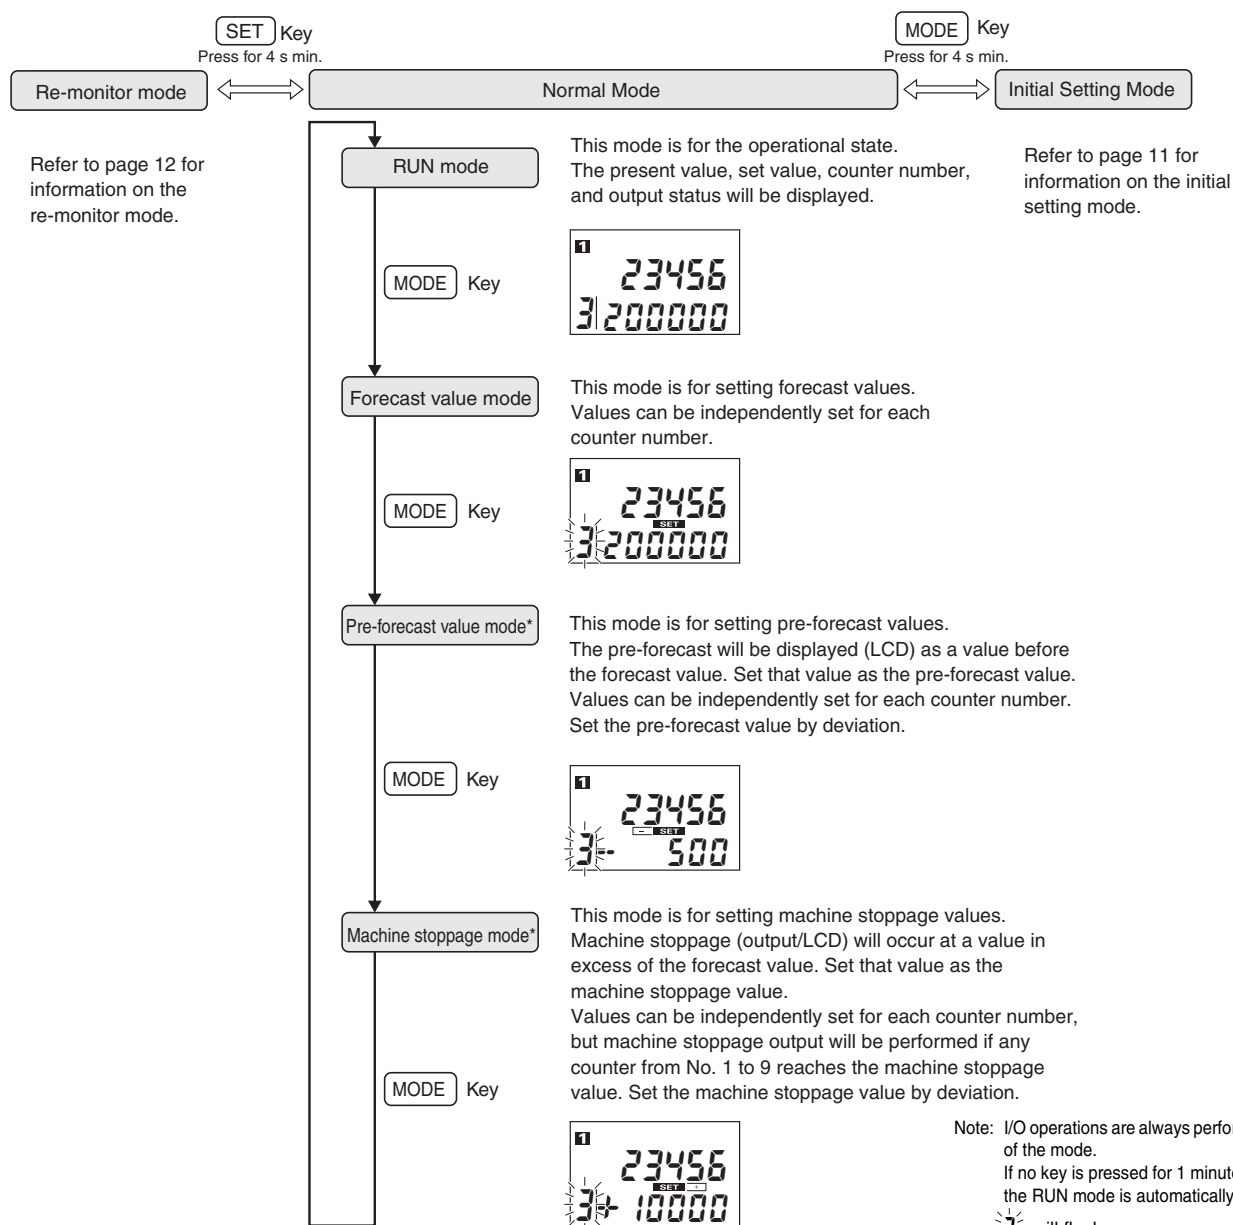 SET Key
Press for 4 s min.
MODE Key
Press for 4 s min.
Re-monitor mode
Normal Mode
Initial Setting Mode
Refer to page 12 for
information on the
re-monitor mode.
Refer to page 11 for
information on the initial
setting mode.
RUN mode
This mode is for the operational state.
The present value, set value, counter number,
and output status will be displayed.
MODE Key
1
23456
3 200000
Forecast value mode
This mode is for setting forecast values.
Values can be independently set for each
counter number.
MODE Key
1
23456
SET
3 200000
Pre-forecast value mode*
This mode is for setting pre-forecast values.
The pre-forecast will be displayed (LCD) as a value before
the forecast value. Set that value as the pre-forecast value.
Values can be independently set for each counter number.
Set the pre-forecast value by deviation.
MODE Key
1
23456
- SET
3 - 500
Machine stoppage mode*
This mode is for setting machine stoppage values.
Machine stoppage (output/LCD) will occur at a value in
excess of the forecast value. Set that value as the
machine stoppage value.
Values can be independently set for each counter number,
but machine stoppage output will be performed if any
counter from No. 1 to 9 reaches the machine stoppage
value. Set the machine stoppage value by deviation.
MODE Key
1
23456
SET +
3 + 10000
Note: I/O operations are always
of the mode.
If no key is pressed for 1
the RUN mode is automatically